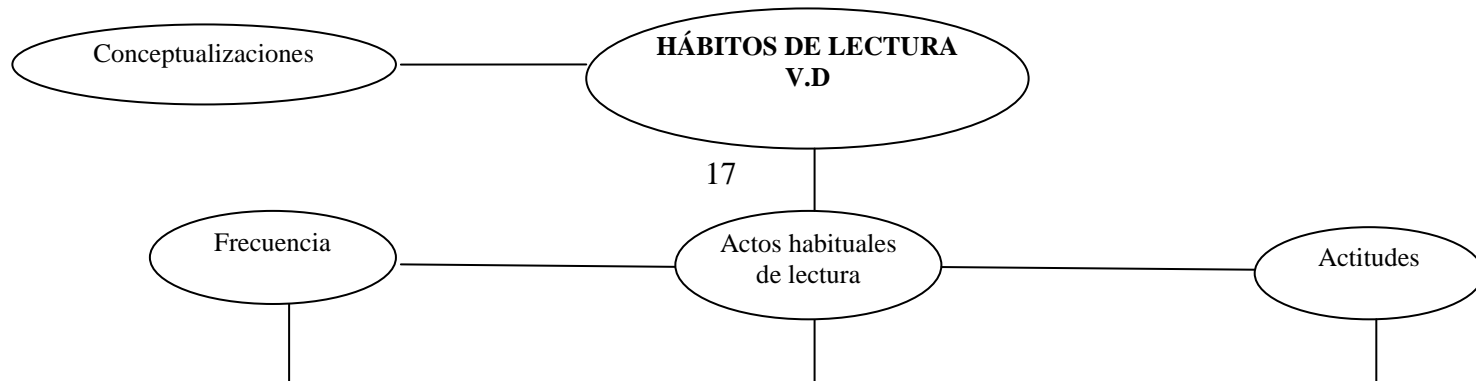 Conceptualizaciones
HÁBITOS DE LECTURA
V.D
17
Frecuencia
Actos habituales
de lectura
Actitudes